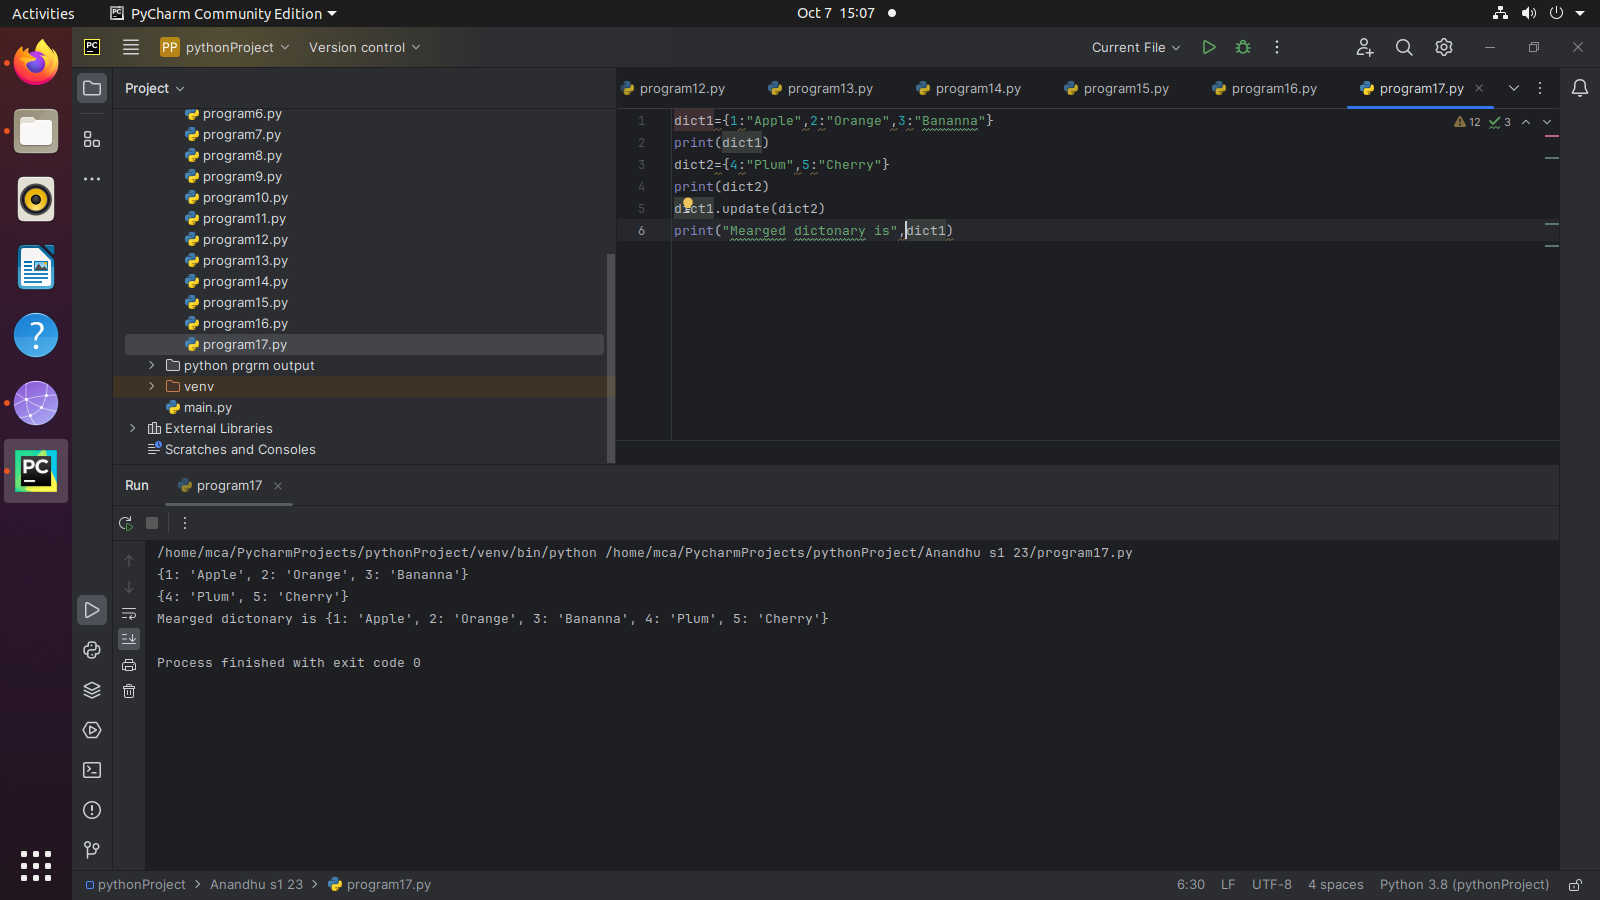 Activities
PyCharm Community Edition
Oct 7 15:07
PC
PP pythonProject
Version control
Current File
Project
program12.py
program13.py
program14.py
program15.py
program16.py
program17.py
program6.py
program7.py
program8.py
program9.py
program10.py
program11.py
program12.py
program13.py
program14.py
program15.py
program16.py
program17.py
python prgrm output
venv
main.py
External Libraries
Scratches and Consoles
1 dict1={1:"Apple",2:"Orange",3:"Bananna"}
12 3
2 print(dict1)
3 dict2={4:"Plum",5:"Cherry"}
4 print(dict2)
5 dict1.update(dict2)
6 print("Mearged dictonary is",dict1)
PC
Run
program17
/home/mca/PycharmProjects/pythonProject/venv/bin/python /home/mca/PycharmProjects/pythonProject/Anandhu s1 23/program17.py
{1: 'Apple', 2: 'Orange', 3: 'Bananna'}
{4: 'Plum', 5: 'Cherry'}
Mearged dictonary is {1: 'Apple', 2: 'Orange', 3: 'Bananna', 4: 'Plum', 5: 'Cherry'}
Process finished with exit code 0
pythonProject > Anandhu s1 23 > program17.py
6:30 LF UTF-8 4 spaces Python 3.8 (pythonProject)